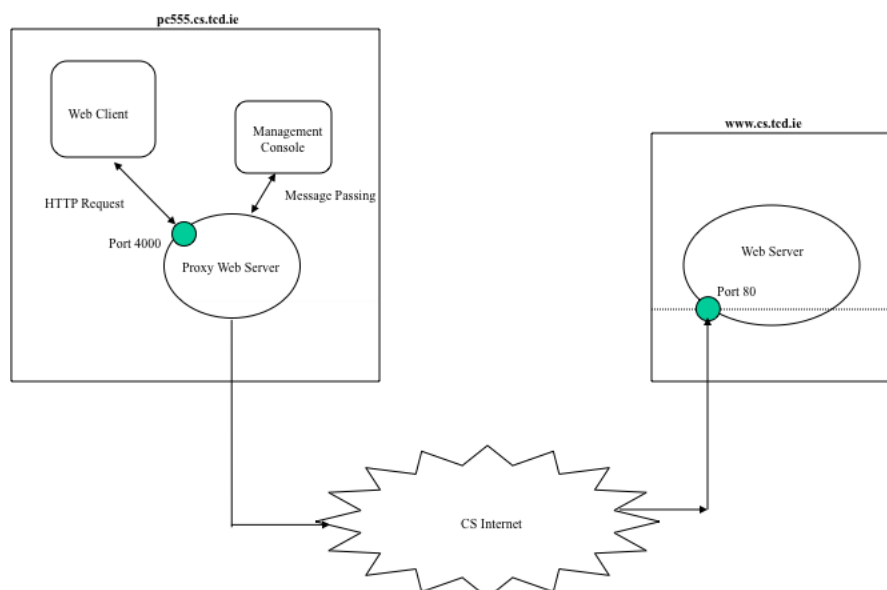 pc555.cs.tcd.ie
Web Client
Management
Console
HTTP Request
Message Passing
Port 4000
Proxy Web Server
www.cs.tcd.ie
Web Server
Port 80
CS Internet